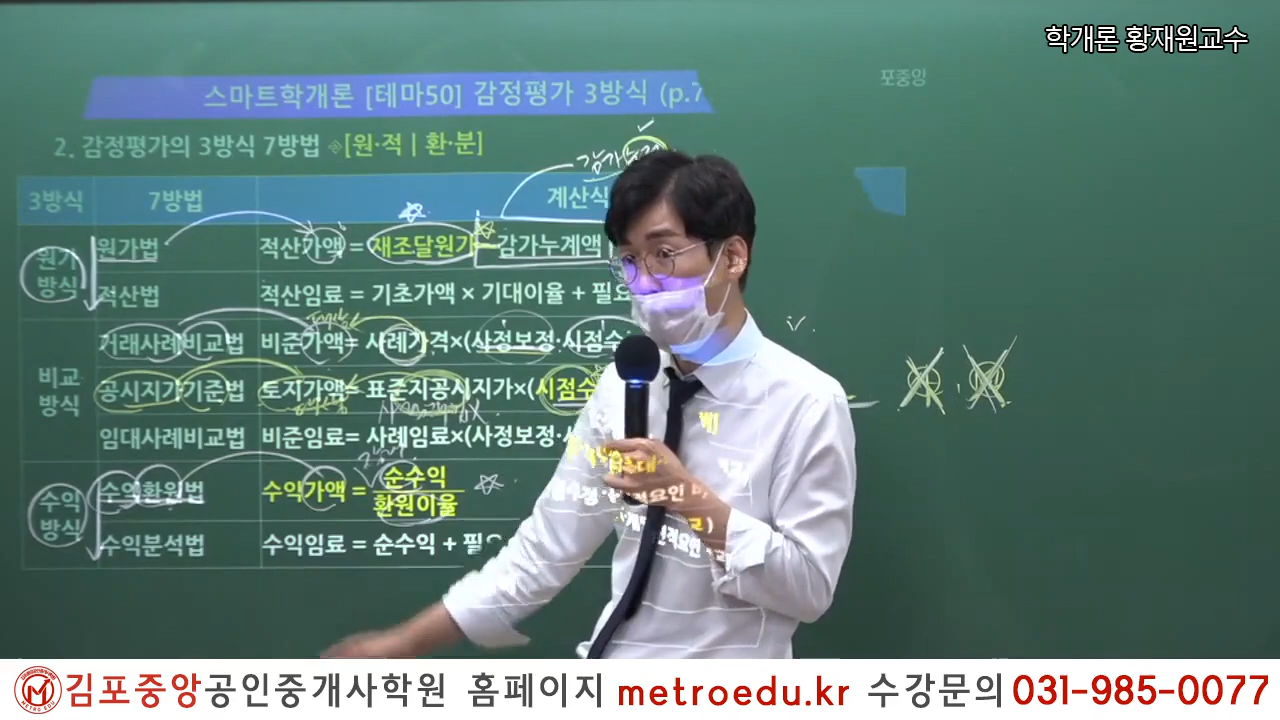 학개론 황재원교수
포중앙
스마트학개론 [테마50] 감정평가 3방식 (p.7
2. 감정평가의 3방식 7방법 [원·적 | 환·분]
3방식 7방법 계산식
원가방식
원가법 적산가액 = 재조달원가 - 감가누계액
적산법 적산임료 = 기초가액 × 기대이율 + 필요
비교방식
거래사례비교법 비준가액= 사례가격×(사정보정·시점수
공시지가기준법 토지가액= 표준지공시지가×(시점수
임대사례비교법 비준임료= 사례임료×(사정보정·
수익방식
수익환원법 수익가액 = 순수익
환원이율
수익분석법 수익임료 = 순수익 + 필요
METRO EDU
김포중앙공인중개사학원 홈페이지 metroedu.kr 수강문의 031-985-0077